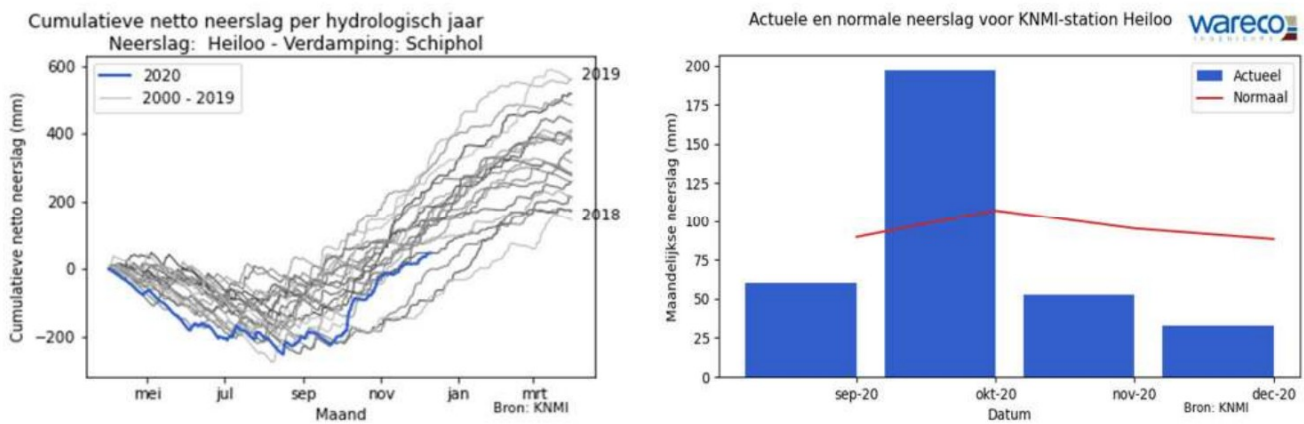 Cumulatieve netto neerslag per hydrologisch jaar
Neerslag: Heiloo - Verdamping: Schiphol
Cumulatieve netto neerslag (mm)
600
400
200
0
−200
2020
2000 - 2019
2019
2018
mei
jul
sep
nov
jan
mrt
Maand
Bron: KNMI
Actuele en normale neerslag voor KNMI-station Heiloo
wareco
INGENIEURS
Maandelijkse neerslag (mm)
200
175
150
125
100
75
50
25
0
Actueel
Normaal
sep-20
okt-20
nov-20
dec-20
Datum
Bron: KNMI